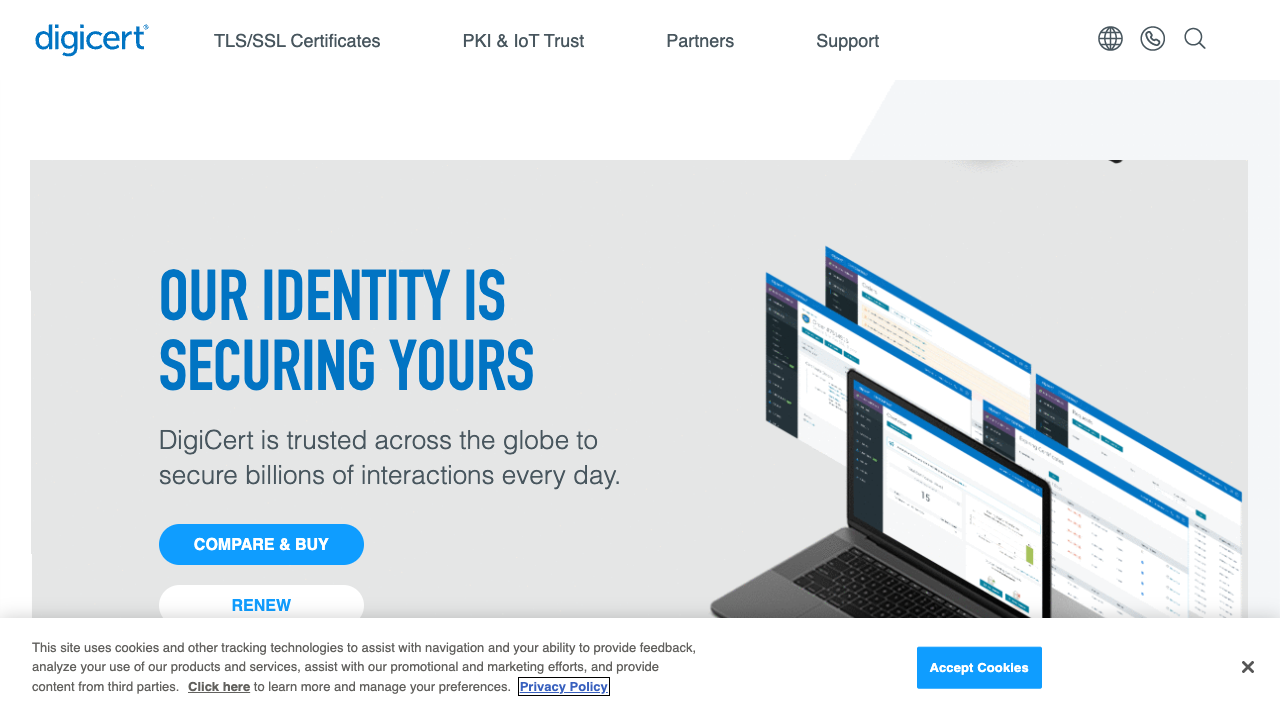 digicert®
TLS/SSL Certificates
PKI & IoT Trust
Partners
Support
OUR IDENTITY IS
SECURING YOURS
DigiCert is trusted across the globe to
secure billions of interactions every day.
COMPARE & BUY
RENEW
This site uses cookies and other tracking technologies to assist with navigation and your ability to provide feedback,
analyze your use of our products and services, assist with our promotional and marketing efforts, and provide
content from third parties. Click here to learn more and manage your preferences. Privacy Policy
Accept Cookies